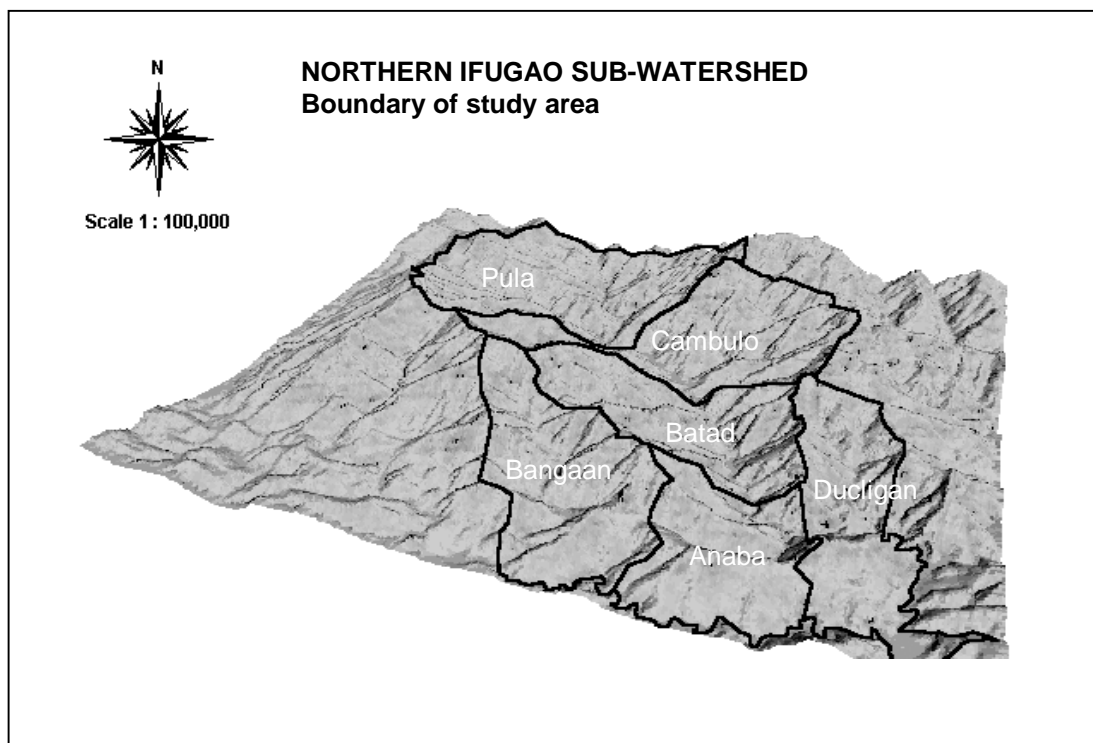 N
NORTHERN IFUGAO SUB-WATERSHED
Boundary of study area
Scale 1 : 100,000
Pula
Cambulo
Batad
Bangaan
Ducligan
Anaba